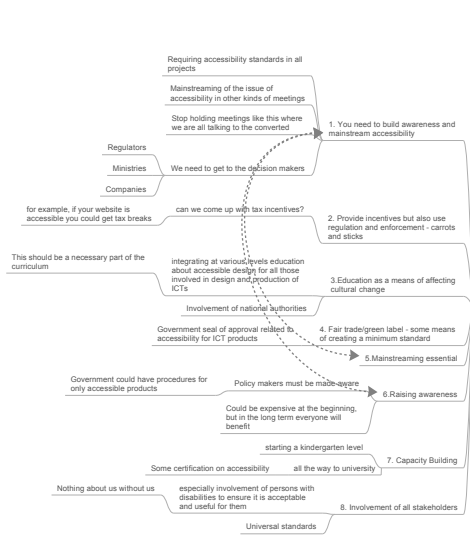 Requiring accessibility standards in all
projects
Mainstreaming of the issue of
accessibility in other kinds of meetings
Stop holding meetings like this where
we are all talking to the converted
1. You need to build awareness and
mainstream accessibility
Regulators
Ministries
Companies
We need to get to the decision makers
for example, if your website is
accessible you could get tax breaks
can we come up with tax incentives?
2. Provide incentives but also use
regulation and enforcement - carrots
and sticks
This should be a necessary part of the
curriculum
integrating at various levels education
about accessible design for all those
involved in design and production of
ICTs
Involvement of national authorities
3.Education as a means of affecting
cultural change
Government seal of approval related to
accessibility for ICT products
4. Fair trade/green label - some means
of creating a minimum standard
5.Mainstreaming essential
Government could have procedures for
only accessible products
Policy makers must be made aware
Could be expensive at the beginning,
but in the long term everyone will
benefit
6.Raising awareness
starting a kindergarten level
Some certification on accessibility
all the way to university
7. Capacity Building
Nothing about us without us
especially involvement of persons with
disabilities to ensure it is acceptable
and useful for them
Universal standards
8. Involvement of all stakeholders